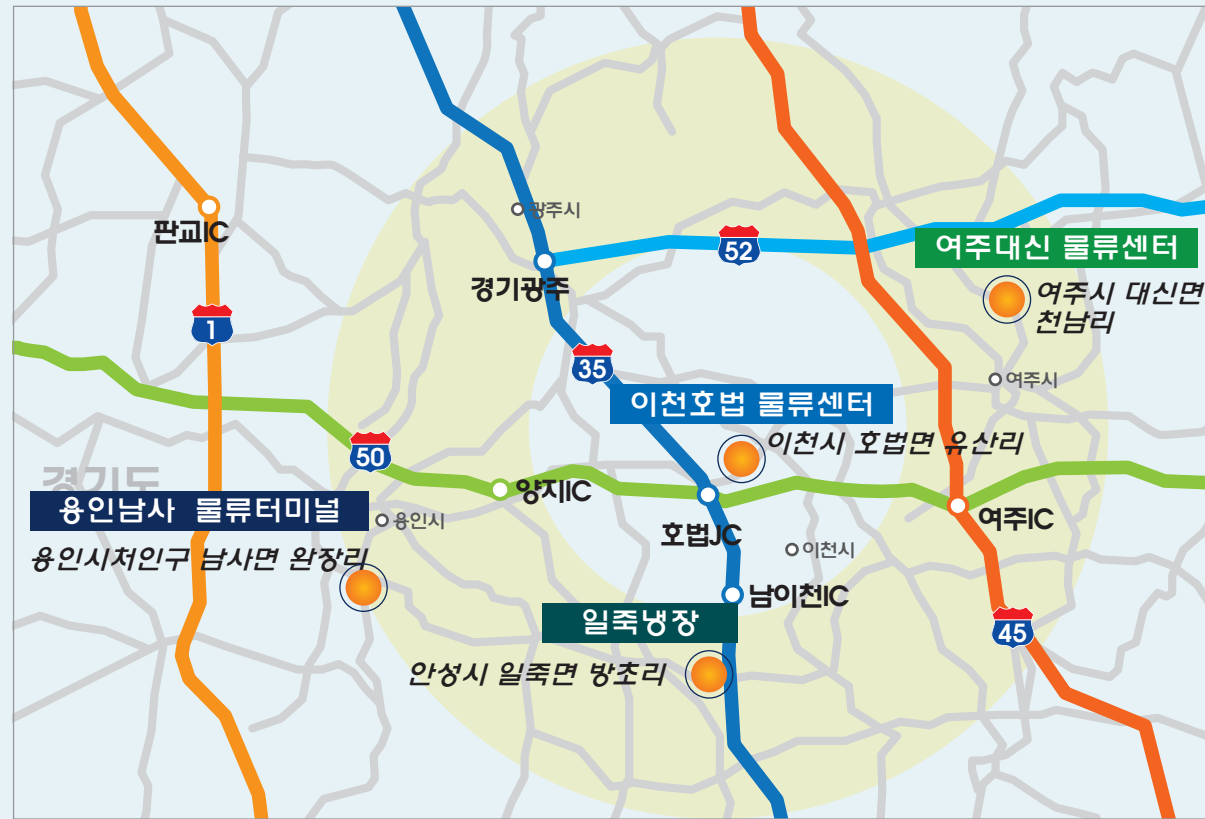 광주시
판교IC
52
여주대신 물류센터
경기광주
여주시 대신면
천남리
1
35
여주시
이천호법 물류센터
이천시 호법면 유산리
50
경기도
양지IC
용인남사 물류터미널
용인시
호법JC
여주IC
이천시
용인시처인구 남사면 완장리
남이천IC
일죽냉장
45
안성시 일죽면 방초리